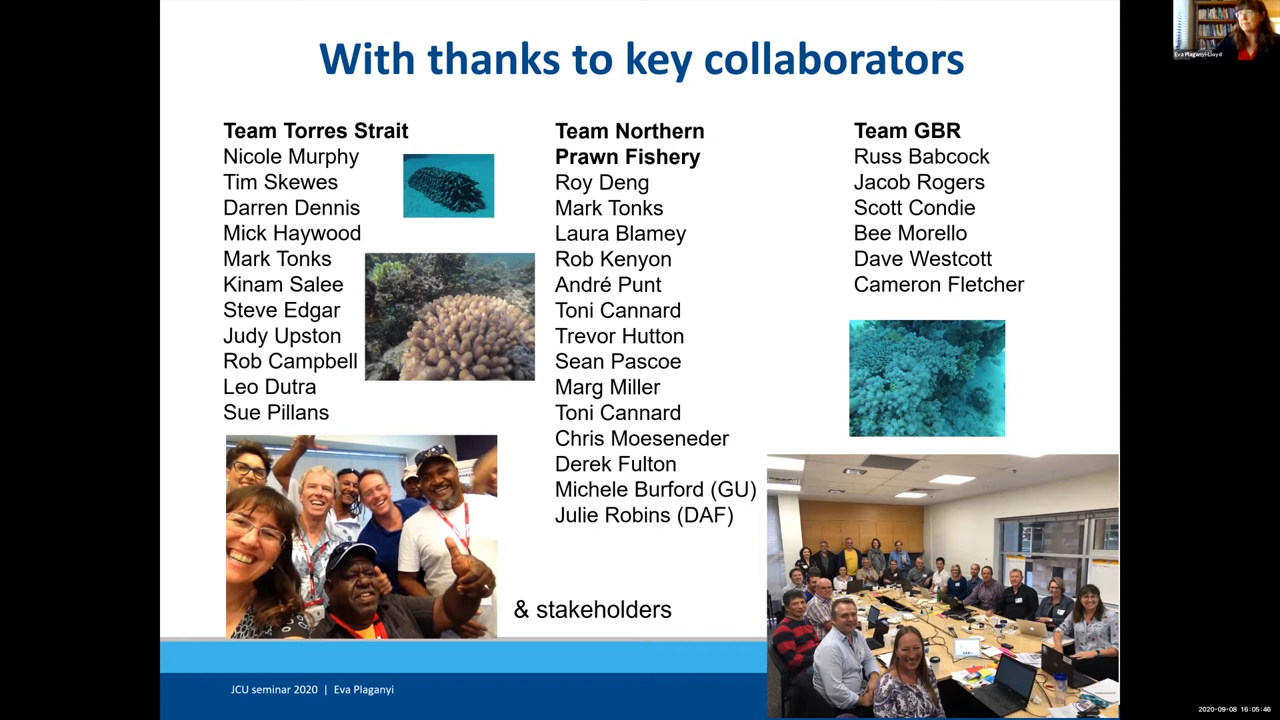 With thanks to key collaborators
Team Torres Strait
Nicole Murphy
Tim Skewes
Darren Dennis
Mick Haywood
Mark Tonks
Kinam Salee
Steve Edgar
Judy Upston
Rob Campbell
Leo Dutra
Sue Pillans
Team Northern
Prawn Fishery
Roy Deng
Mark Tonks
Laura Blamey
Rob Kenyon
André Punt
Toni Cannard
Trevor Hutton
Sean Pascoe
Marg Miller
Toni Cannard
Chris Moeseneder
Derek Fulton
Michele Burford (GU)
Julie Robins (DAF)
Team GBR
Russ Babcock
Jacob Rogers
Scott Condie
Bee Morello
Dave Westcott
Cameron Fletcher
& stakeholders
JCU seminar 2020 | Eva Plaganyi
Eva Plaganyi-Lloyd
2020-09-08 16:05:46